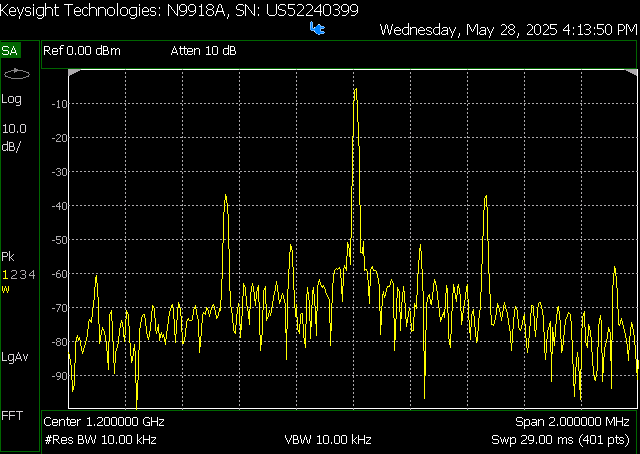 Keysight Technologies: N9918A, SN: US52240399
Wednesday, May 28, 2025 4:13:50 PM
SA Ref 0.00 dBm Atten 10 dB
Log
10.0
dB/
-10
-20
-30
-40
-50
-60
-70
-80
-90
Pk
1234
W
LgAv
FFT
Center 1.200000 GHz Span 2.000000 MHz
#Res BW 10.00 kHz VBW 10.00 kHz Swp 29.00 ms (401 pts)